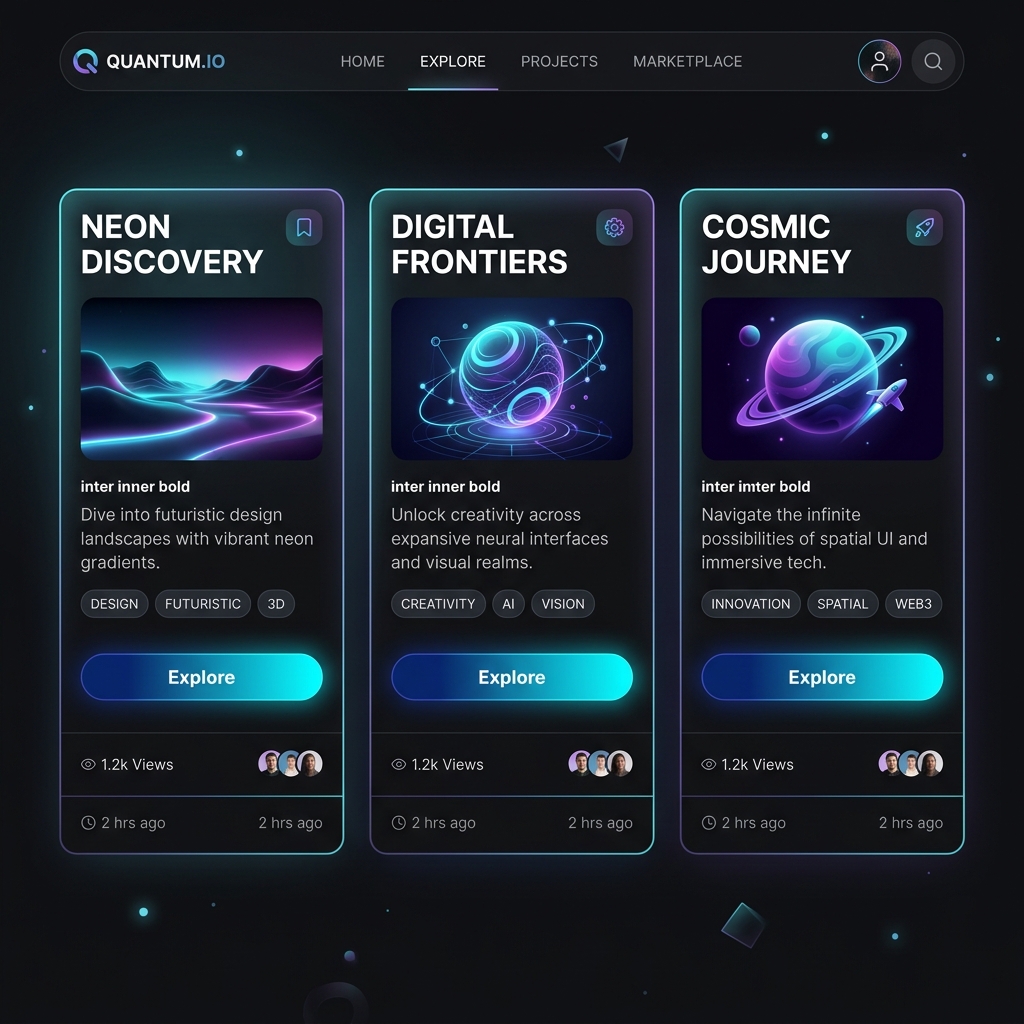 QUANTUM.IO HOME EXPLORE PROJECTS MARKETPLACE
NEON
DISCOVERY
inter inner bold
Dive into futuristic design
landscapes with vibrant neon
gradients.
DESIGN FUTURISTIC 3D
Explore
1.2k Views
2 hrs ago 2 hrs ago
DIGITAL
FRONTIERS
inter inner bold
Unlock creativity across
expansive neural interfaces
and visual realms.
CREATIVITY AI VISION
Explore
1.2k Views
2 hrs ago 2 hrs ago
COSMIC
JOURNEY
inter imter bold
Navigate the infinite
possibilities of spatial UI and
immersive tech.
INNOVATION SPATIAL WEB3
Explore
1.2k Views
2 hrs ago 2 hrs ago